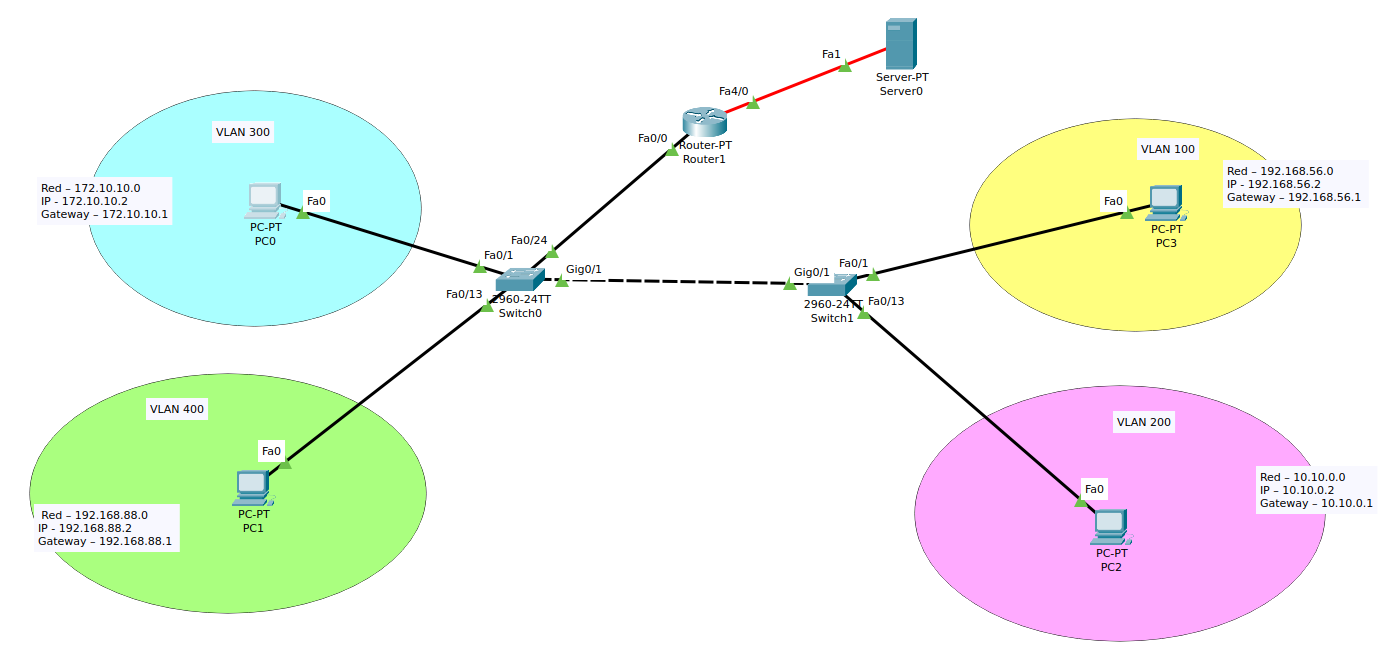 Fa1
Server-PT
Server0
Fa4/0
Fa0/0
Router-PT
Router1
VLAN 300
Red – 172.10.10.0
IP - 172.10.10.2
Gateway – 172.10.10.1
Fa0
PC-PT
PC0
VLAN 100
Red – 192.168.56.0
IP - 192.168.56.2
Gateway – 192.168.56.1
Fa0
PC-PT
PC3
Fa0/24
Fa0/1
Gig0/1
Fa0/13
2960-24TT
Switch0
Gig0/1
Fa0/1
Fa0/13
2960-24TT
Switch1
VLAN 400
Fa0
PC-PT
PC1
Red – 192.168.88.0
IP - 192.168.88.2
Gateway – 192.168.88.1
VLAN 200
Red – 10.10.0.0
IP – 10.10.0.2
Gateway – 10.10.0.1
Fa0
PC-PT
PC2